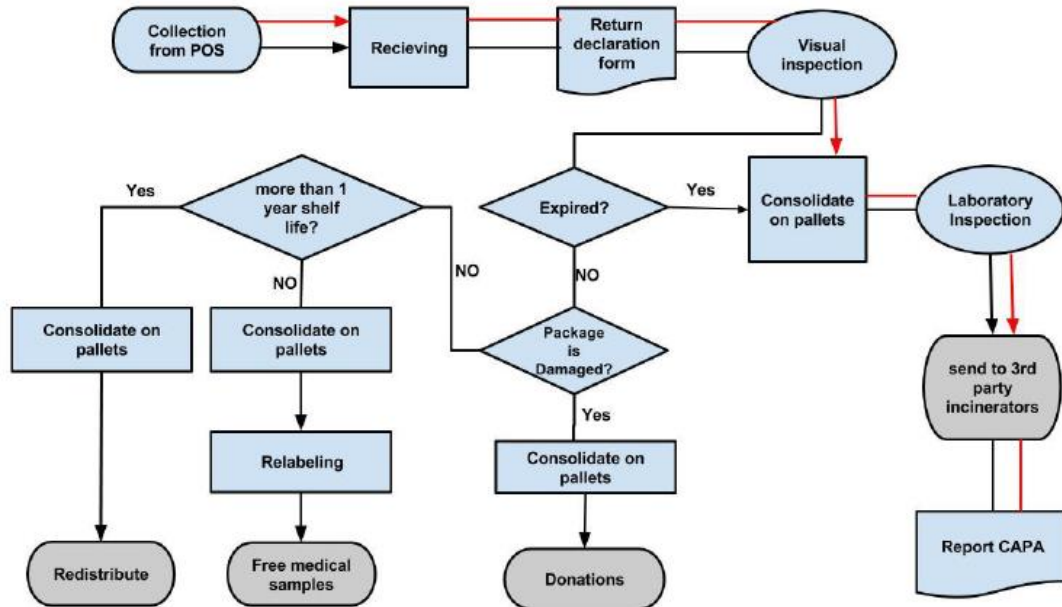 Collection
from POS
Recieving
Return
declaration
form
Visual
inspection
Yes
more than 1
year shelf
life?
Expired?
Yes
Consolidate
on pallets
Laboratory
Inspection
NO
NO
NO
Consolidate on
pallets
Consolidate on
pallets
Package
is
Damaged?
send to 3rd
party
incinerators
Yes
Relabeling
Consolidate on
pallets
Report CAPA
Redistribute
Free medical
samples
Donations